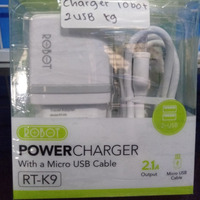 Charger robot
2USB kg
ROBOT
ROBOT
POWERCHARGER
With a Micro USB Cable
RT-K9
2.1A
Output
Micro USB
Cable